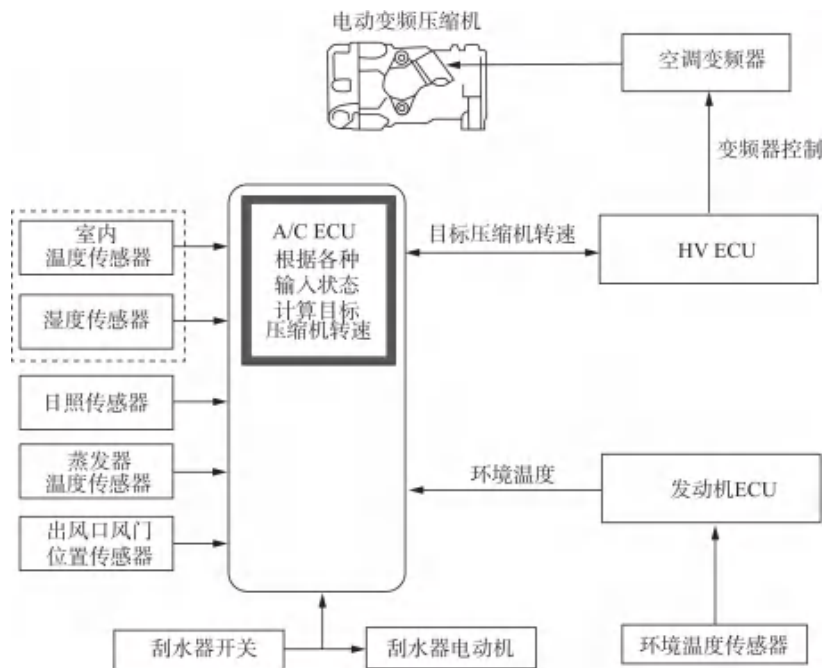 电动变频压缩机
空调变频器
变频器控制
室内
温度传感器
湿度传感器
日照传感器
蒸发器
温度传感器
出风口风门
位置传感器
A/C ECU
根据各种
输入状态
计算目标
压缩机转速
目标压缩机转速
HV ECU
环境温度
发动机ECU
刮水器开关
刮水器电动机
环境温度传感器